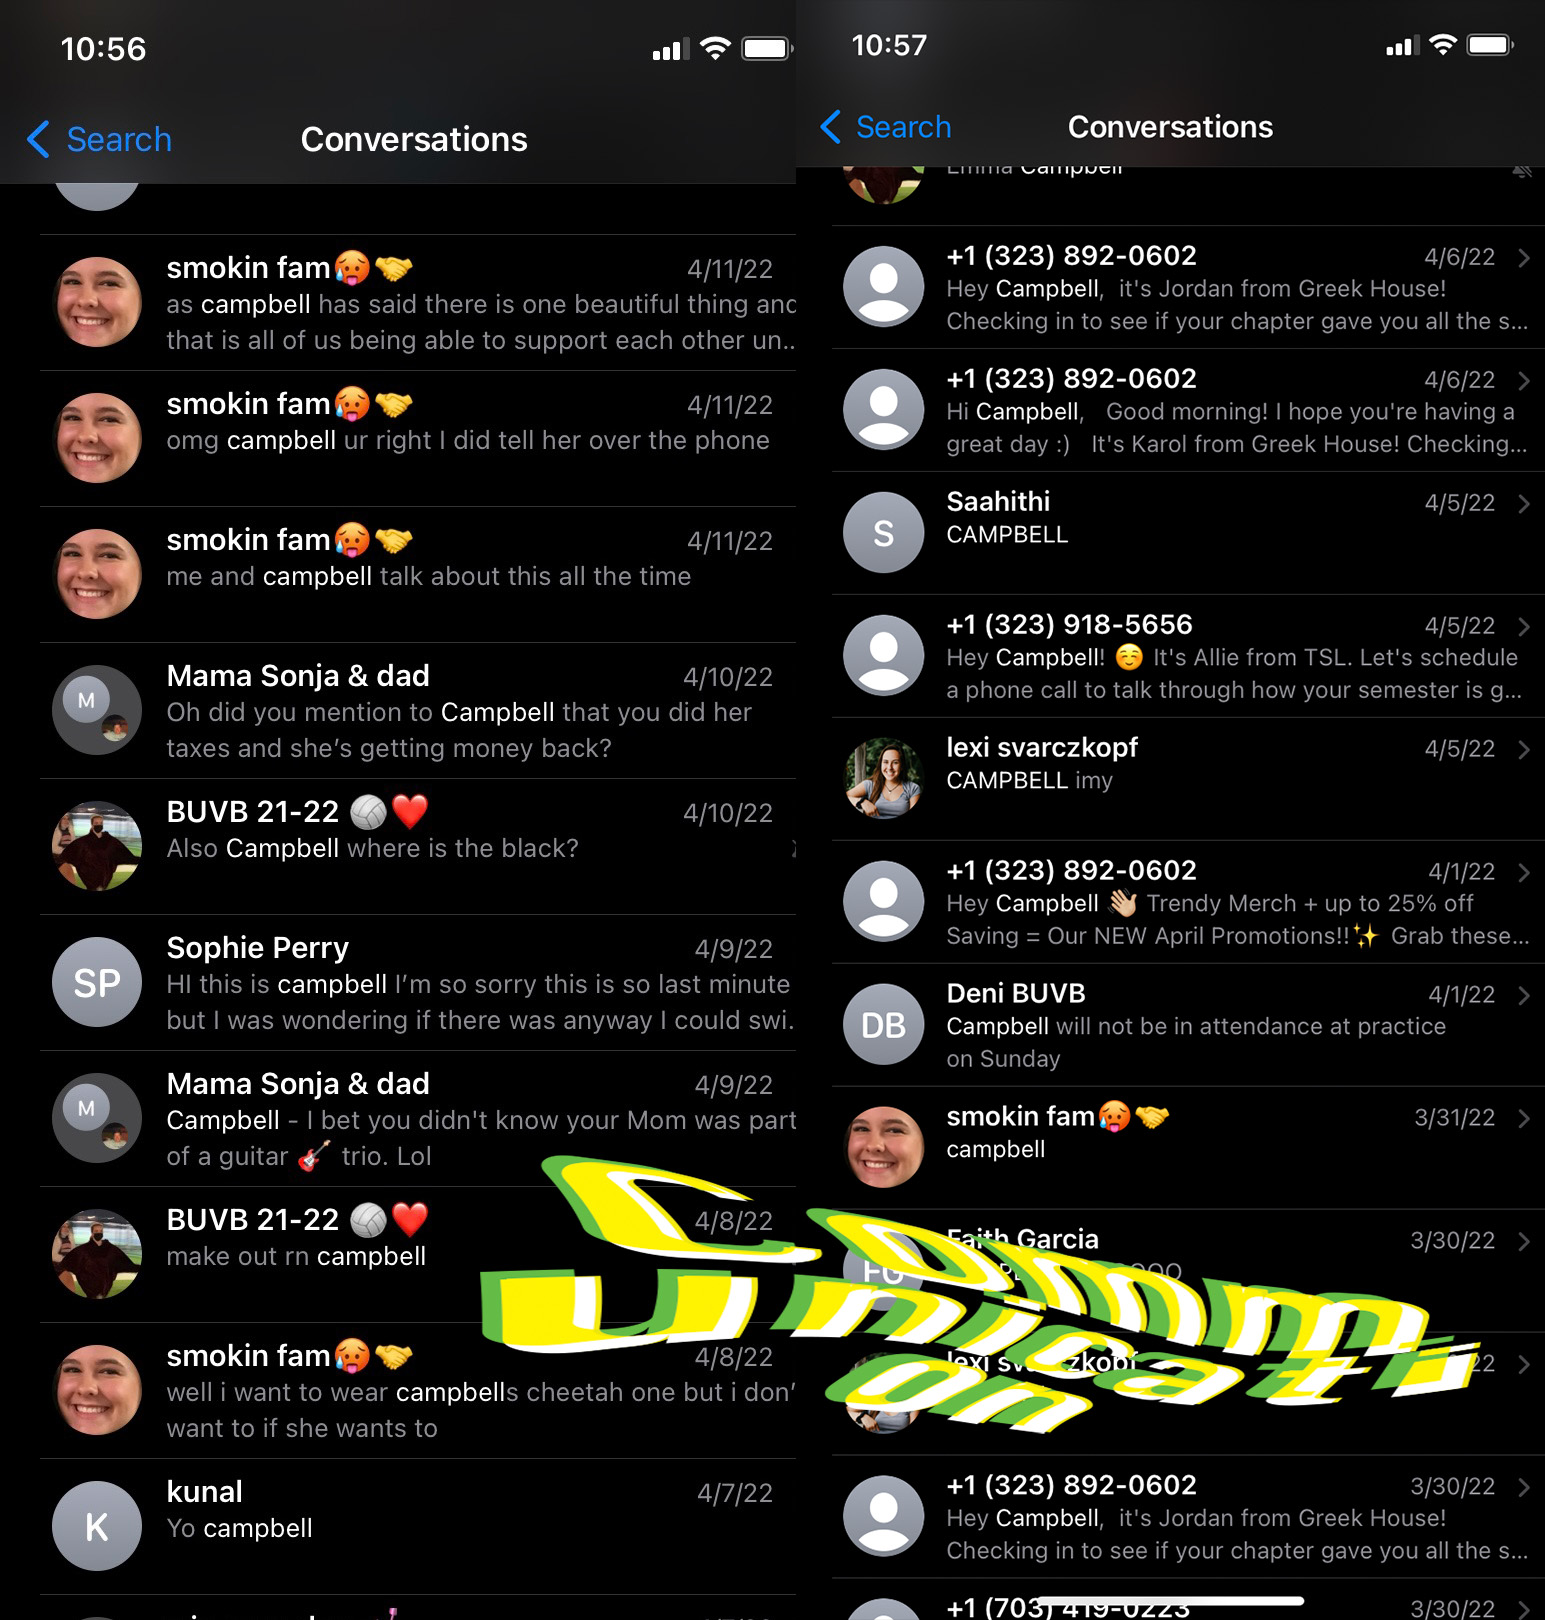 10:56
Search
Conversations
smokin fam🥵🤝
4/11/22
as campbell has said there is one beautiful thing and
that is all of us being able to support each other un..
smokin fam🥵🤝
4/11/22
omg campbell ur right I did tell her over the phone
smokin fam🥵🤝
4/11/22
me and campbell talk about this all the time
M
Mama Sonja & dad
4/10/22
Oh did you mention to Campbell that you did her
taxes and she’s getting money back?
BUVB 21-22 🏐❤️
4/10/22
Also Campbell where is the black?
SP
Sophie Perry
4/9/22
HI this is campbell I’m so sorry this is so last minute
but I was wondering if there was anyway I could swi.
M
Mama Sonja & dad
4/9/22
Campbell - I bet you didn't know your Mom was part
of a guitar 🎸 trio. Lol
BUVB 21-22 🏐❤️
4/8/22
make out rn campbell
smokin fam🥵🤝
4/8/22
well i want to wear campbells cheetah one but i don’
want to if she wants to
K
kunal
4/7/22
Yo campbell
10:57
Search
Conversations
Emma Campbell
+1 (323) 892-0602
4/6/22
Hey Campbell, it's Jordan from Greek House!
Checking in to see if your chapter gave you all the s...
+1 (323) 892-0602
4/6/22
Hi Campbell, Good morning! I hope you're having a
great day :) It's Karol from Greek House! Checking...
S
Saahithi
4/5/22
CAMPBELL
+1 (323) 918-5656
4/5/22
Hey Campbell! ☺️ It's Allie from TSL. Let's schedule
a phone call to talk through how your semester is g...
lexi svarczkopf
4/5/22
CAMPBELL imy
+1 (323) 892-0602
4/1/22
Hey Campbell 👋🏼 Trendy Merch + up to 25% off
Saving = Our NEW April Promotions!!✨ Grab these...
DB
Deni BUVB
4/1/22
Campbell will not be in attendance at practice
on Sunday
smokin fam🥵🤝
3/31/22
campbell
FG
Faith Garcia
3/30/22
lexi svarczkopf
+1 (323) 892-0602
3/30/22
Hey Campbell, it's Jordan from Greek House!
Checking in to see if your chapter gave you all the s...
+1 (703) 419-0223
3/30/22
Comm
unicati
on